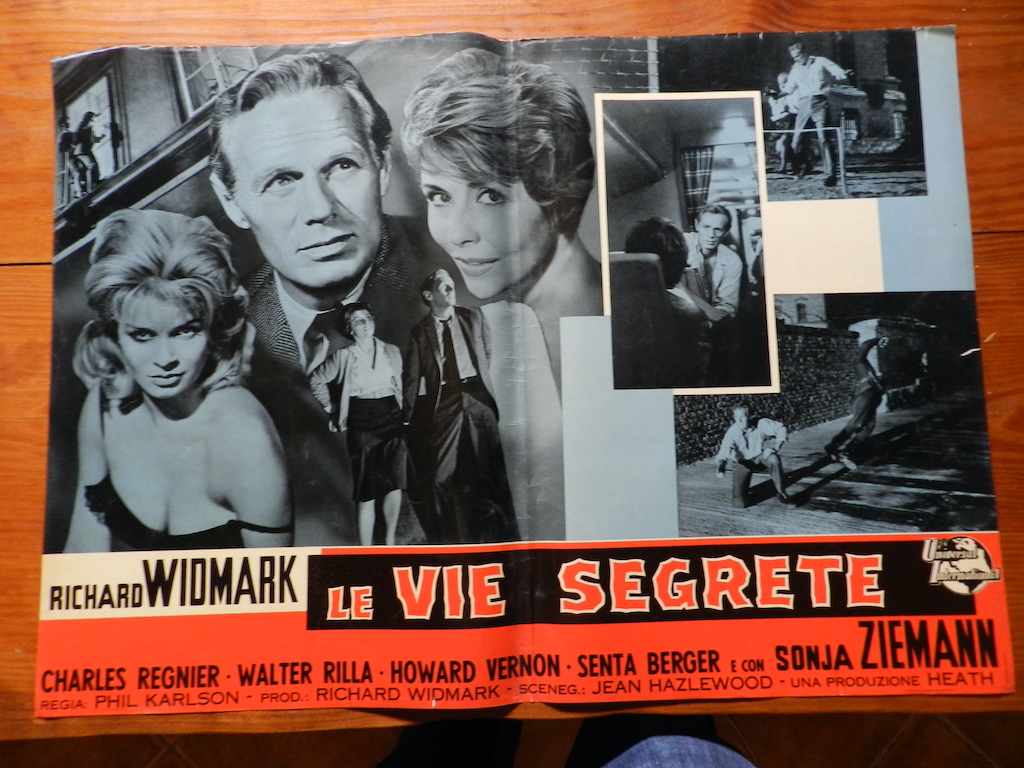 RICHARD WIDMARK LE VIE SEGRETE
Universal International
CHARLES REGNIER · WALTER RILLA · HOWARD VERNON · SENTA BERGER E CON SONJA ZIEMANN
REGIA: PHIL KARLSON - PROD.: RICHARD WIDMARK - SCENEG.: JEAN HAZLEWOOD - UNA PRODUZIONE HEATH